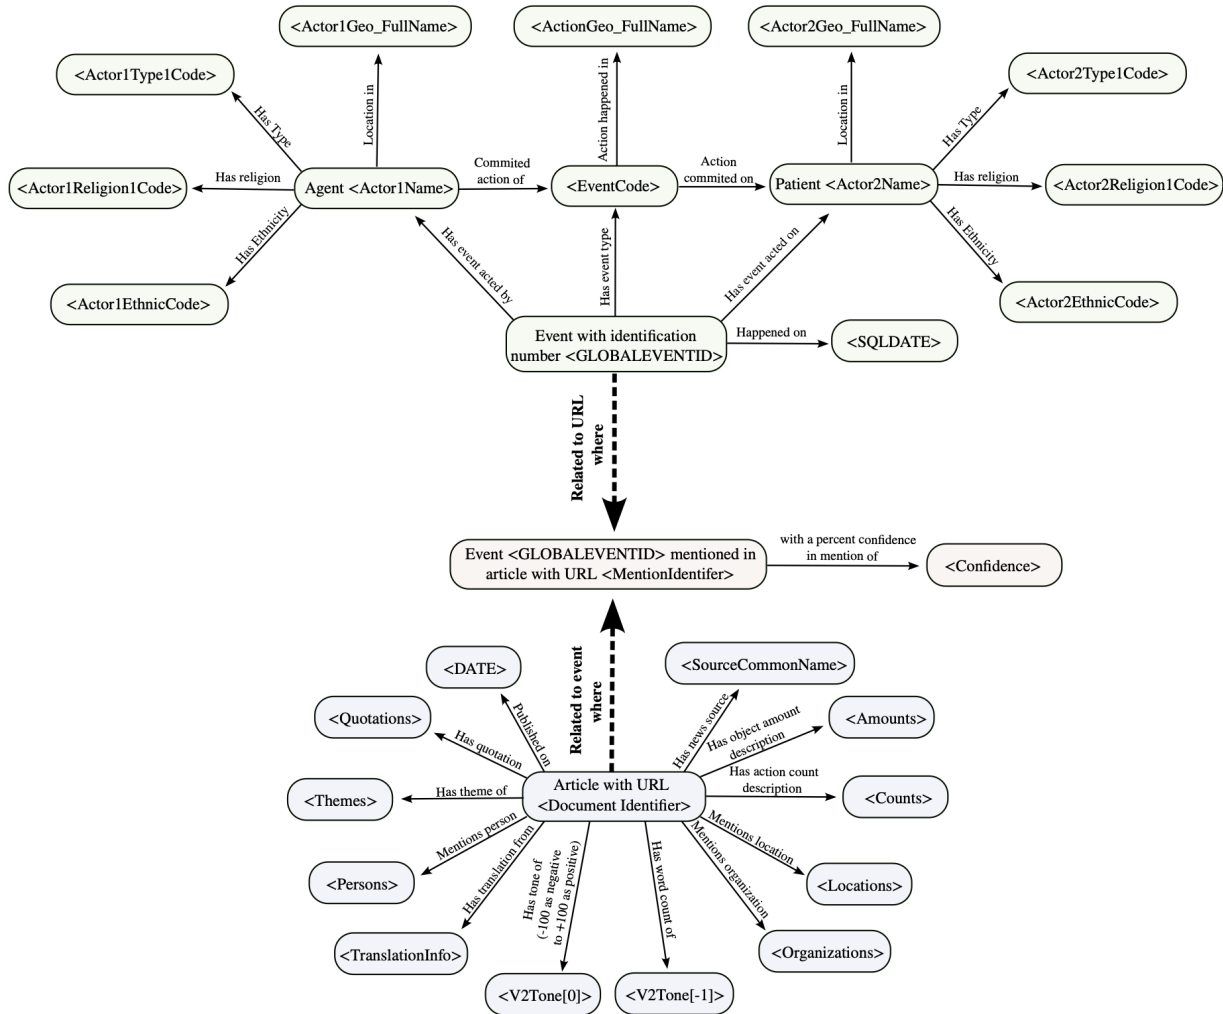 <Actor1Geo_FullName>
<ActionGeo_FullName>
<Actor2Geo_FullName>
<Actor1Type1Code>
<Actor2Type1Code>
Has Type
Location in
Action happened in
Location in
Has Type
<Actor1Religion1Code>
Has religion
Agent <Actor1Name>
Commited
action of
<EventCode>
Action
commited on
Patient <Actor2Name>
Has religion
<Actor2Religion1Code>
Has Ethnicity
Has Ethnicity
<Actor1EthnicCode>
<Actor2EthnicCode>
Has event acted by
Has event type
Has event acted on
Event with identification
number <GLOBALEVENTID>
Happened on
<SQLDATE>
Related to URL
where
Event <GLOBALEVENTID> mentioned in
article with URL <MentionIdentifer>
with a percent confidence
in mention of
<Confidence>
Related to event
where
<DATE>
<SourceCommonName>
<Quotations>
<Amounts>
Published on
Has quotation
Has news source
Has object amount
description
<Themes>
Has theme of
Article with URL
<Document Identifier>
Has action count
description
<Counts>
Mentions person
Has translation from
Has tone of
(-100 as negative
to +100 as positive)
Has word count of
Mentions organization
Mentions location
<Persons>
<Locations>
<TranslationInfo>
<Organizations>
<V2Tone[0]>
<V2Tone[-1]>